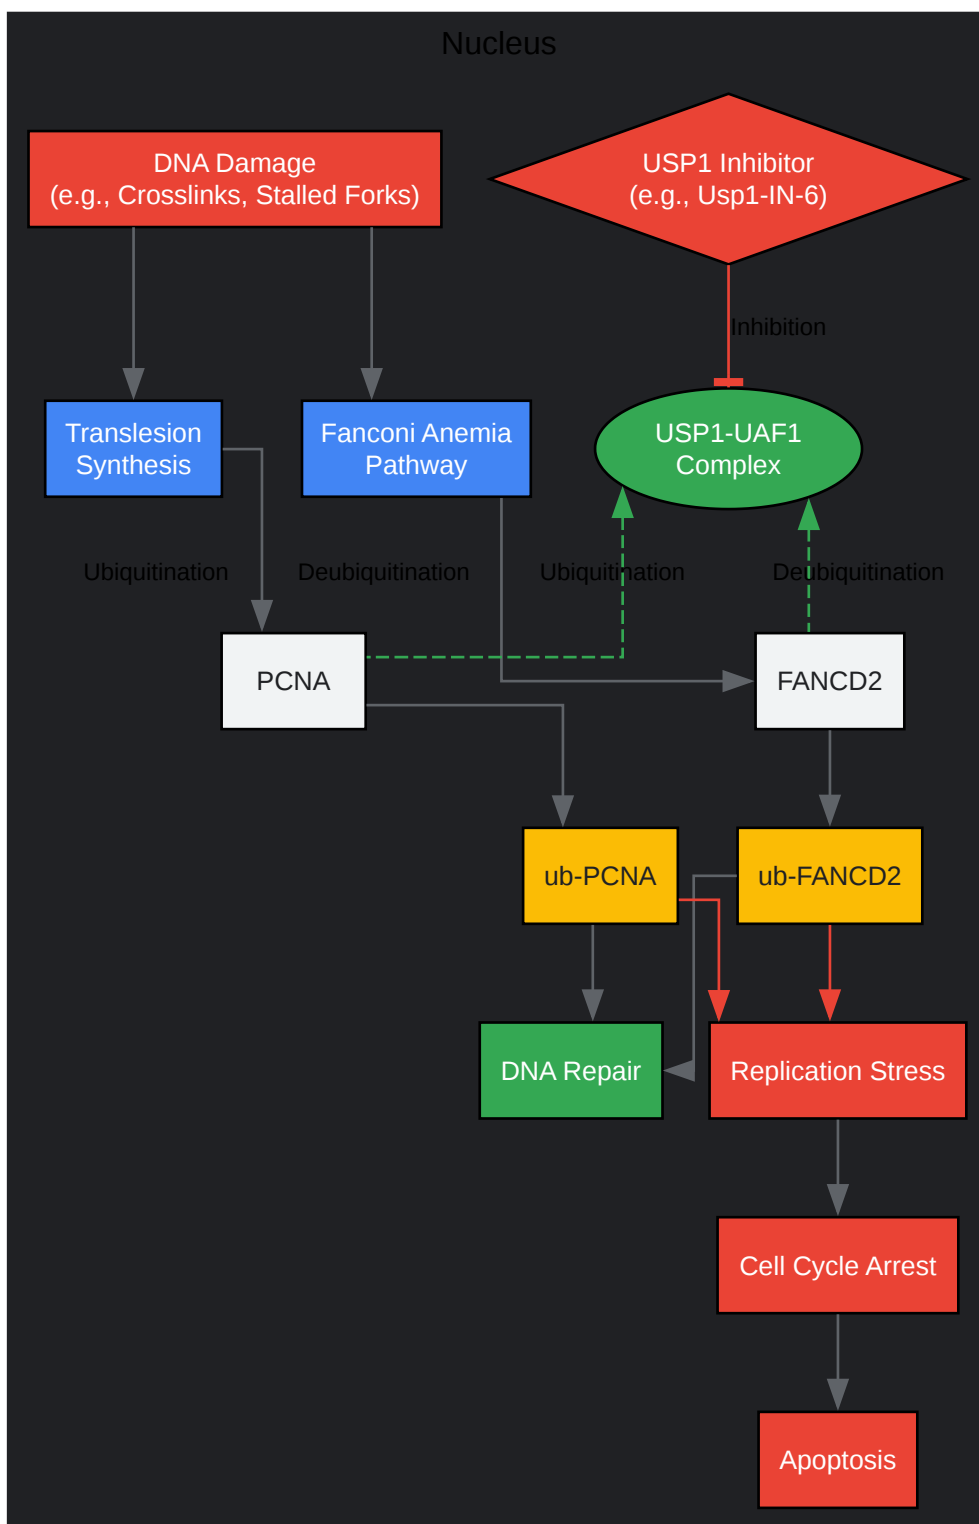 Nucleus
DNA Damage
(e.g., Crosslinks, Stalled Forks)
USP1 Inhibitor
(e.g., Usp1-IN-6)
Inhibition
Translesion
Synthesis
Fanconi Anemia
Pathway
USP1-UAF1
Complex
Ubiquitination
Deubiquitination
Ubiquitination
Deubiquitination
PCNA
FANCD2
ub-PCNA
ub-FANCD2
DNA Repair
Replication Stress
Cell Cycle Arrest
Apoptosis